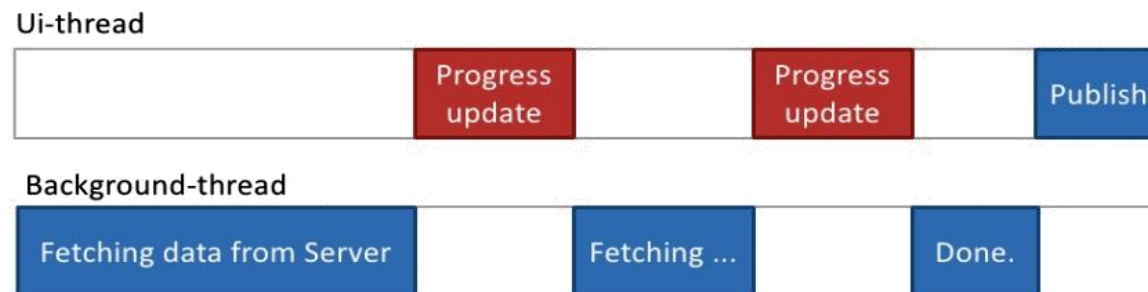 Ui-thread
Progress
update
Progress
update
Publish
Background-thread
Fetching data from Server
Fetching ...
Done.